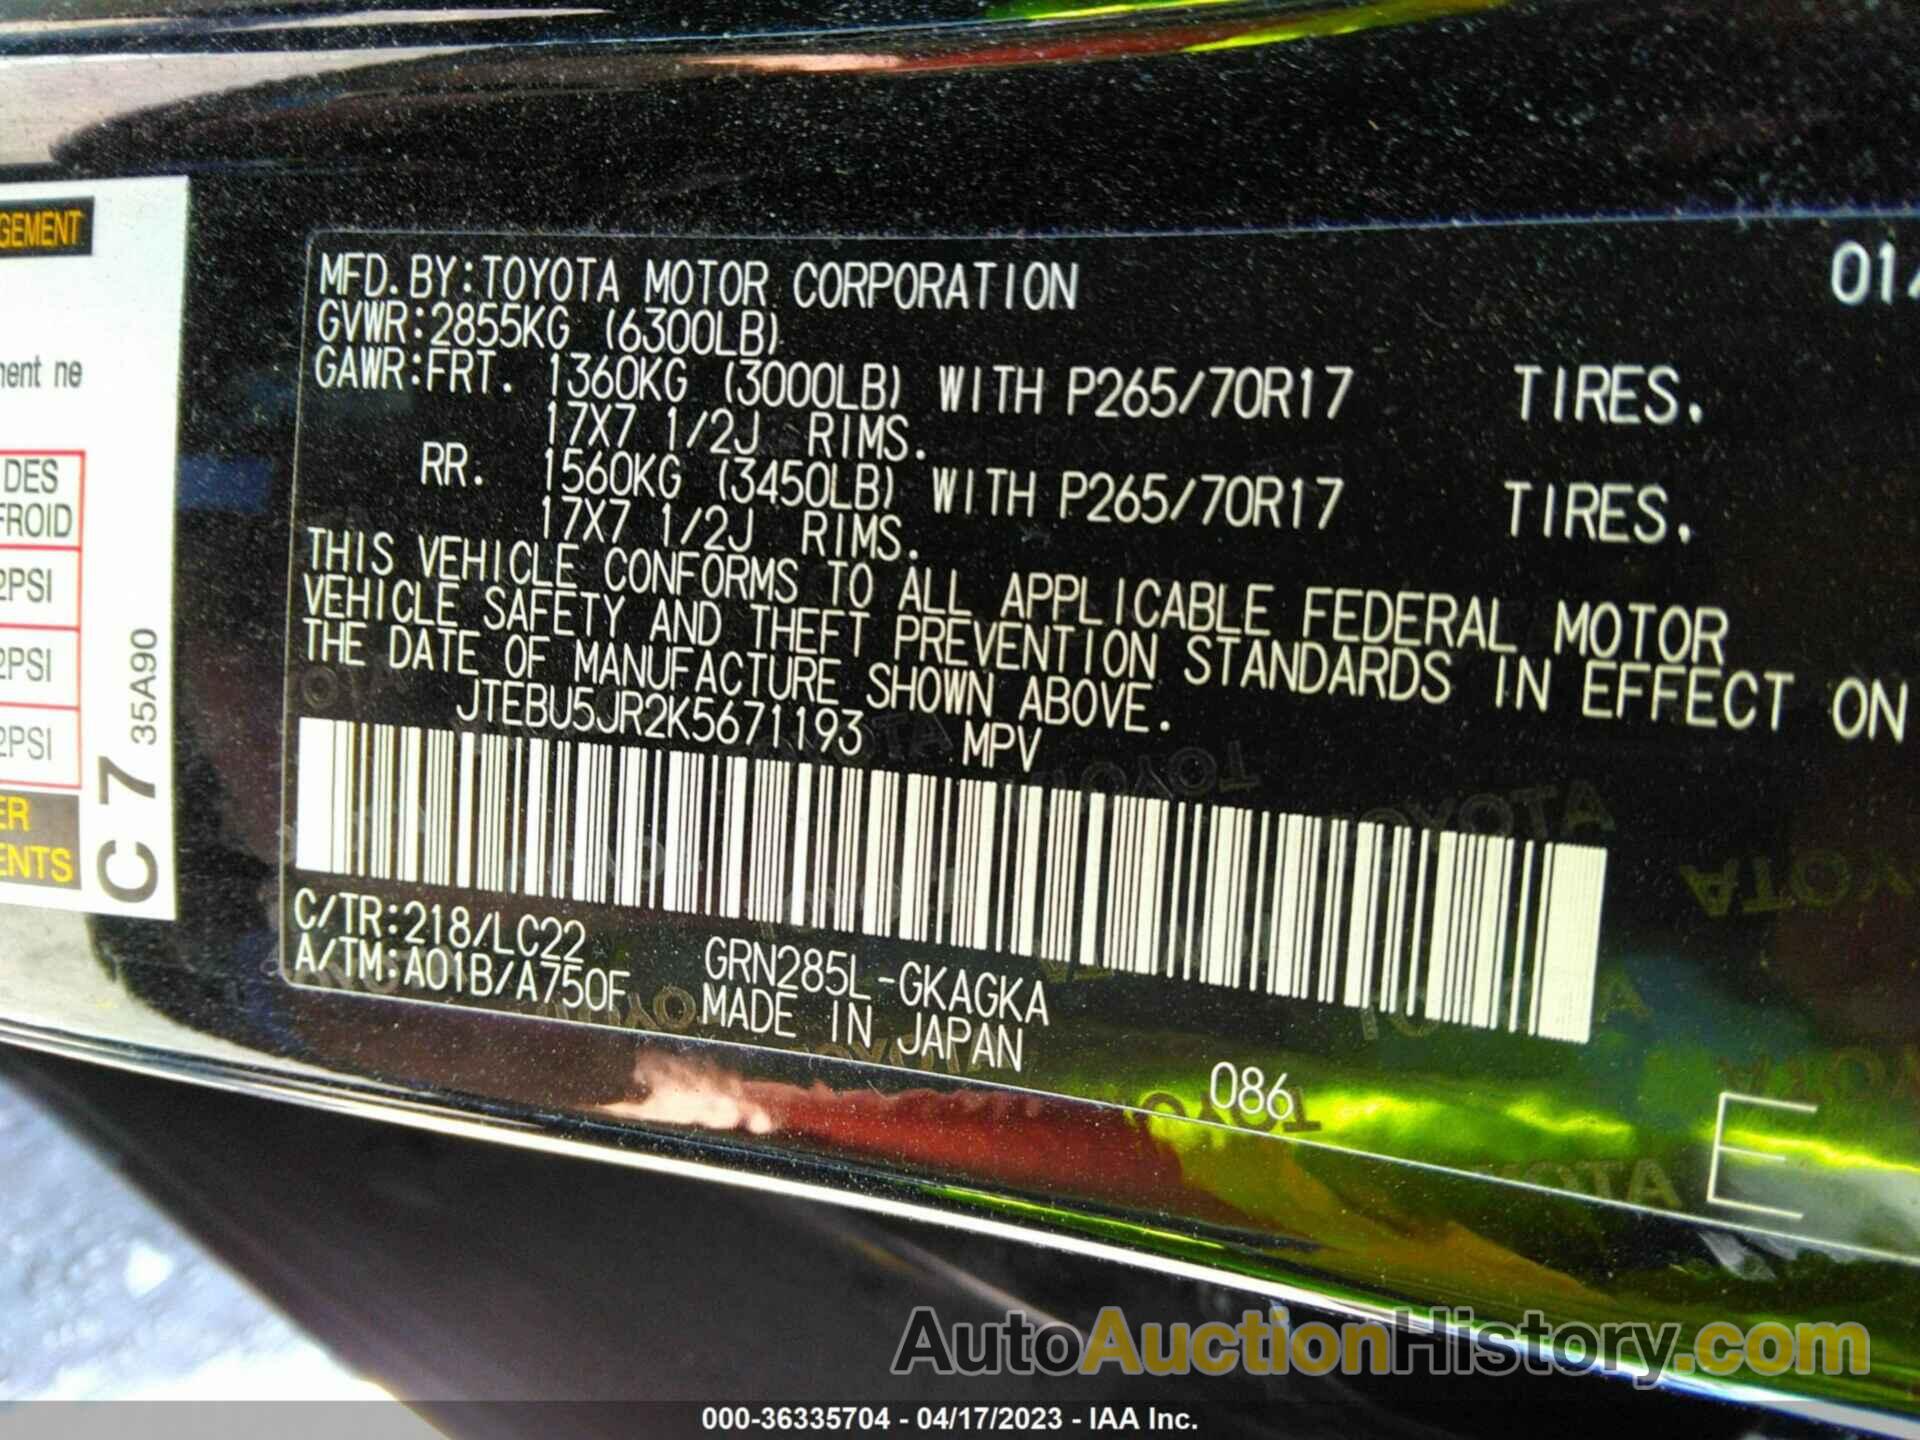 GEMENT
ment ne
DES
FROID
2PSI
2PSI
2PSI
ER
ENTS
C 7
35A90
MFD.BY:TOYOTA MOTOR CORPORATION 01/
GVWR:2855KG (6300LB)
GAWR:FRT. 1360KG (3000LB) WITH P265/70R17 TIRES.
17X7 1/2J RIMS.
RR. 1560KG (3450LB) WITH P265/70R17 TIRES.
17X7 1/2J RIMS.
THIS VEHICLE CONFORMS TO ALL APPLICABLE FEDERAL MOTOR
VEHICLE SAFETY AND THEFT PREVENTION STANDARDS IN EFFECT ON
THE DATE OF MANUFACTURE SHOWN ABOVE.
JTEBU5JR2K5671193 MPV
C/TR:218/LC22
A/TM:A01B/A750F
GRN285L-GKAGKA
MADE IN JAPAN
086
E
AutoAuctionHistory.com
000-36335704 - 04/17/2023 - IAA Inc.